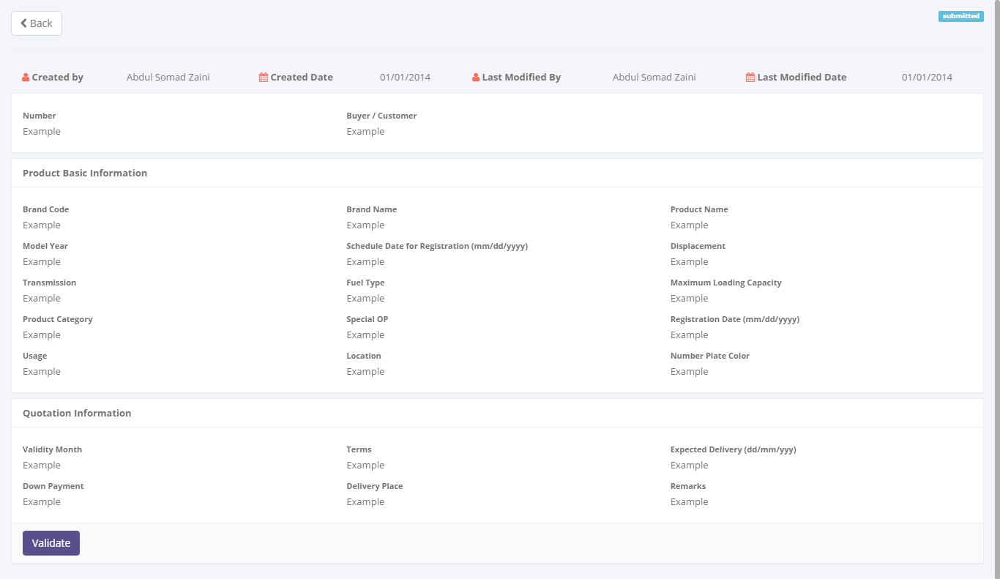 Back
submitted
Created by Abdul Somad Zaini Created Date 01/01/2014 Last Modified By Abdul Somad Zaini Last Modified Date 01/01/2014
Number Buyer / Customer
Example Example
Product Basic Information
Brand Code Brand Name Product Name
Example Example Example
Model Year Schedule Date for Registration (mm/dd/yyyy) Displacement
Example Example Example
Transmission Fuel Type Maximum Loading Capacity
Example Example Example
Product Category Special OP Registration Date (mm/dd/yyyy)
Example Example Example
Usage Location Number Plate Color
Example Example Example
Quotation Information
Validity Month Terms Expected Delivery (dd/mm/yyy)
Example Example Example
Down Payment Delivery Place Remarks
Example Example Example
Validate